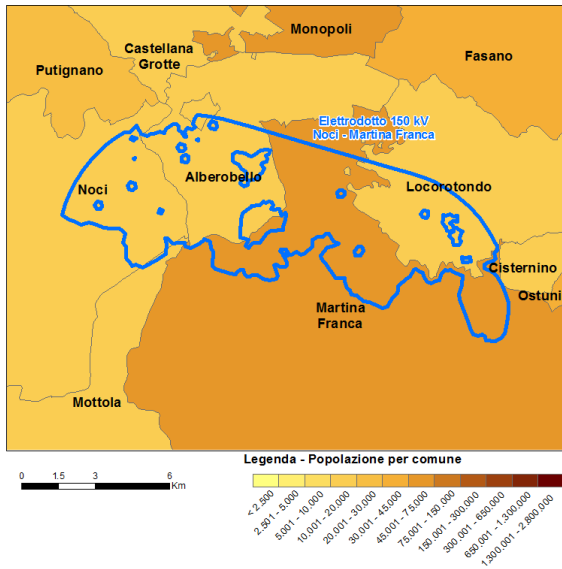 Monopoli
Castellana
Grotte
Fasano
Putignano
Elettrodotto 150 kV
Noci - Martina Franca
Alberobello
Noci
Locorotondo
Cisternino
Ostuni
Martina
Franca
Mottola
Legenda - Popolazione per comune
0 1.5 3 6
Km
< 2.500
2.501 - 5.000
5.001 - 10.000
10.001 - 20.000
20.001 - 30.000
30.001 - 45.000
45.001 - 75.000
75.001 - 150.000
150.001 - 300.000
300.001 - 650.000
650.001 - 1.300.000
1.300.001 - 2.800.000